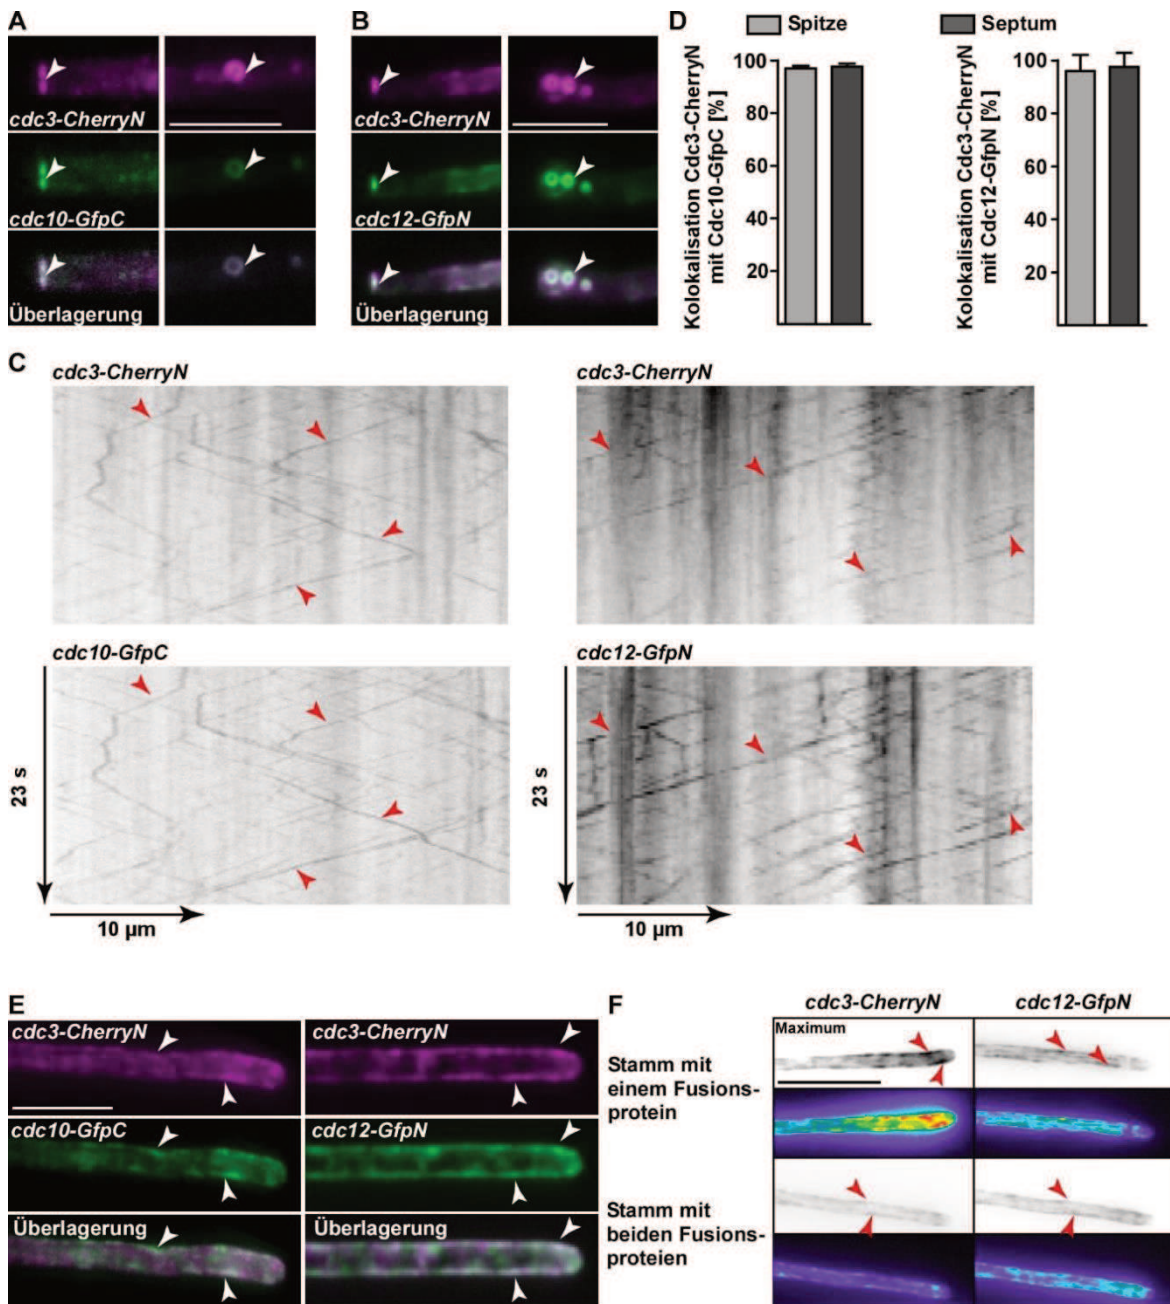 A
cdc3-CherryN
cdc10-GfpC
Überlagerung
B
cdc3-CherryN
cdc12-GfpN
Überlagerung
D
Spitze
Septum
Kolokalisation Cdc3-CherryN
mit Cdc10-GfpC [%]
100
80
60
40
20
Kolokalisation Cdc3-CherryN
mit Cdc12-GfpN [%]
100
80
60
40
20
C
cdc3-CherryN
cdc3-CherryN
cdc10-GfpC
cdc12-GfpN
23 s
10 µm
23 s
10 µm
E
cdc3-CherryN
cdc3-CherryN
cdc10-GfpC
cdc12-GfpN
Überlagerung
Überlagerung
F
cdc3-CherryN
cdc12-GfpN
Maximum
Stamm mit
einem Fusions-
protein
Stamm mit
beiden Fusions-
proteien